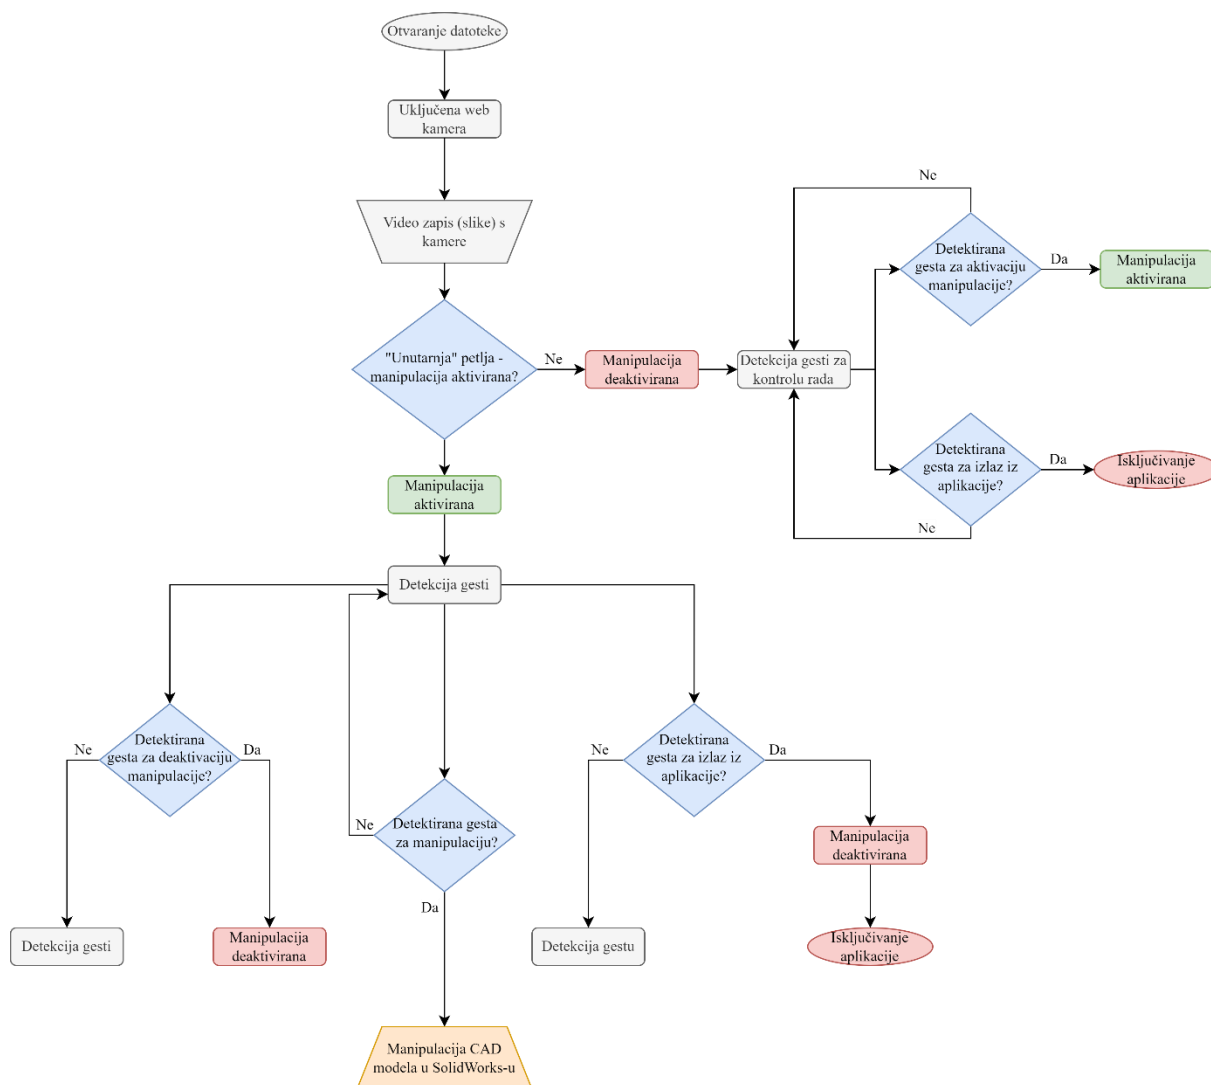 Otvaranje datoteke
Uključena web
kamera
Video zapis (slike) s
kamere
"Unutarnja" petlja -
manipulacija aktivirana?
Ne
Manipulacija
deaktivirana
Detekcija gesti za
kontrolu rada
Ne
Detektirana
gesta za aktivaciju
manipulacije?
Da
Manipulacija
aktivirana
Detektirana
gesta za izlaz iz
aplikacije?
Da
Isključivanje
aplikacije
Ne
Manipulacija
aktivirana
Detekcija gesti
Detektirana
gesta za deaktivaciju
manipulacije?
Ne
Da
Detekcija gesti
Manipulacija
deaktivirana
Detektirana gesta
za manipulaciju?
Ne
Da
Manipulacija CAD
modela u SolidWorks-u
Detektirana
gesta za izlaz iz
aplikacije?
Ne
Da
Detekcija gestu
Manipulacija
deaktivirana
Isključivanje
aplikacije